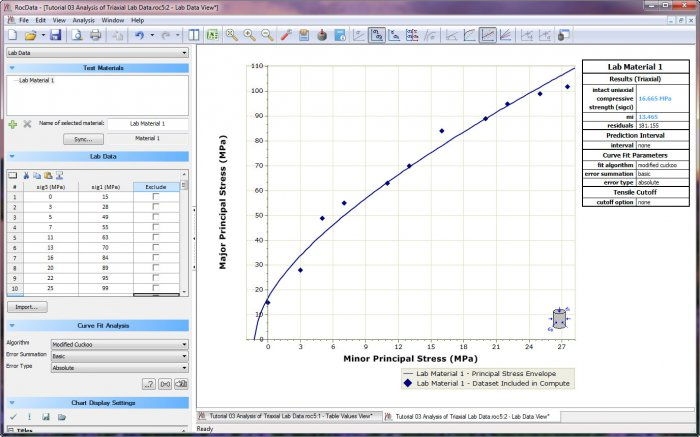 RocData - [Tutorial 03 Analysis of Triaxial Lab Data.roc5:2 - Lab Data View*]
File Edit View Analysis Window Help
Lab Data
Test Materials
Lab Material 1
Name of selected material: Lab Material 1
Sync... Material 1
Lab Data
# sig3 (MPa) sig1 (MPa) Exclude
1 0 15
2 3 28
3 5 49
4 7 55
5 11 63
6 13 70
7 16 84
8 20 89
9 22 95
10 25 99
Import...
Curve Fit Analysis
Algorithm Modified Cuckoo
Error Summation Basic
Error Type Absolute
Chart Display Settings
Titles
Major Principal Stress (MPa)
110
100
90
80
70
60
50
40
30
20
10
0
0 3 6 9 12 15 18 21 24 27
Minor Principal Stress (MPa)
Lab Material 1 - Principal Stress Envelope
Lab Material 1 - Dataset Included in Compute
Lab Material 1
Results (Triaxial)
intact uniaxial compressive strength (sigci) 16.665 MPa
mi 13.465
residuals 181.155
Prediction Interval
interval none
Curve Fit Parameters
fit algorithm modified cuckoo
error summation basic
error type absolute
Tensile Cutoff
cutoff option none
Tutorial 03 Analysis of Triaxial Lab Data.roc5:1 - Table Values View*
Tutorial 03 Analysis of Triaxial Lab Data.roc5:2 - Lab Data View*
Ready